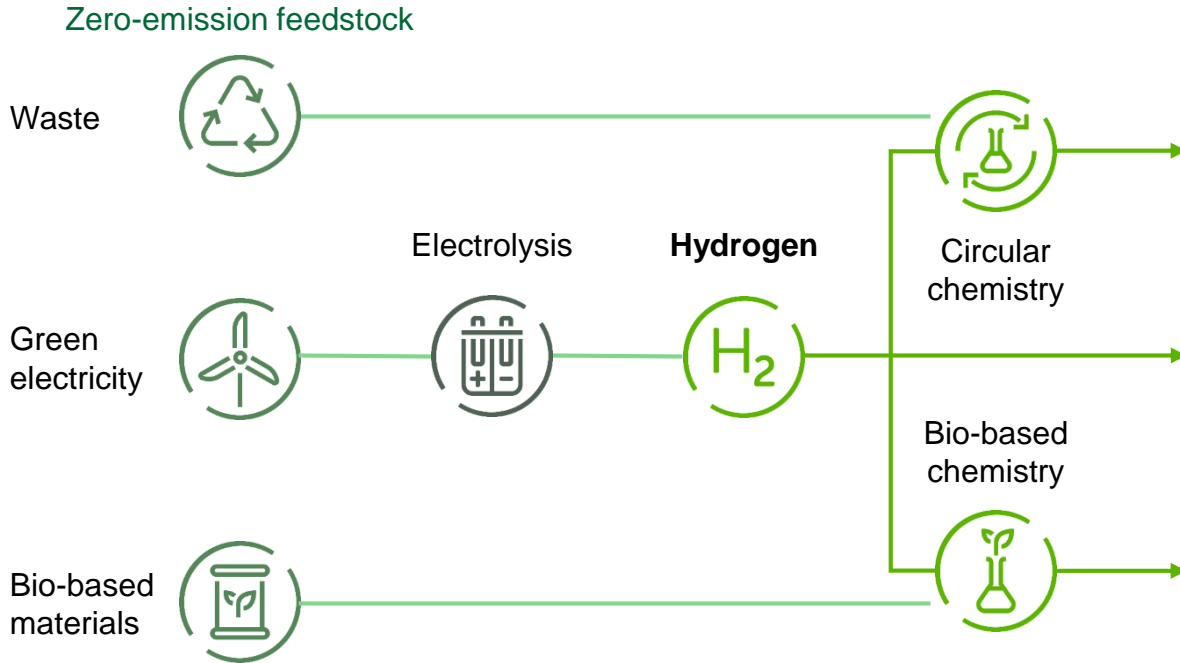 Zero-emission feedstock
Waste
Electrolysis
Hydrogen
Circular
chemistry
Green
electricity
H2
Bio-based
chemistry
Bio-based
materials